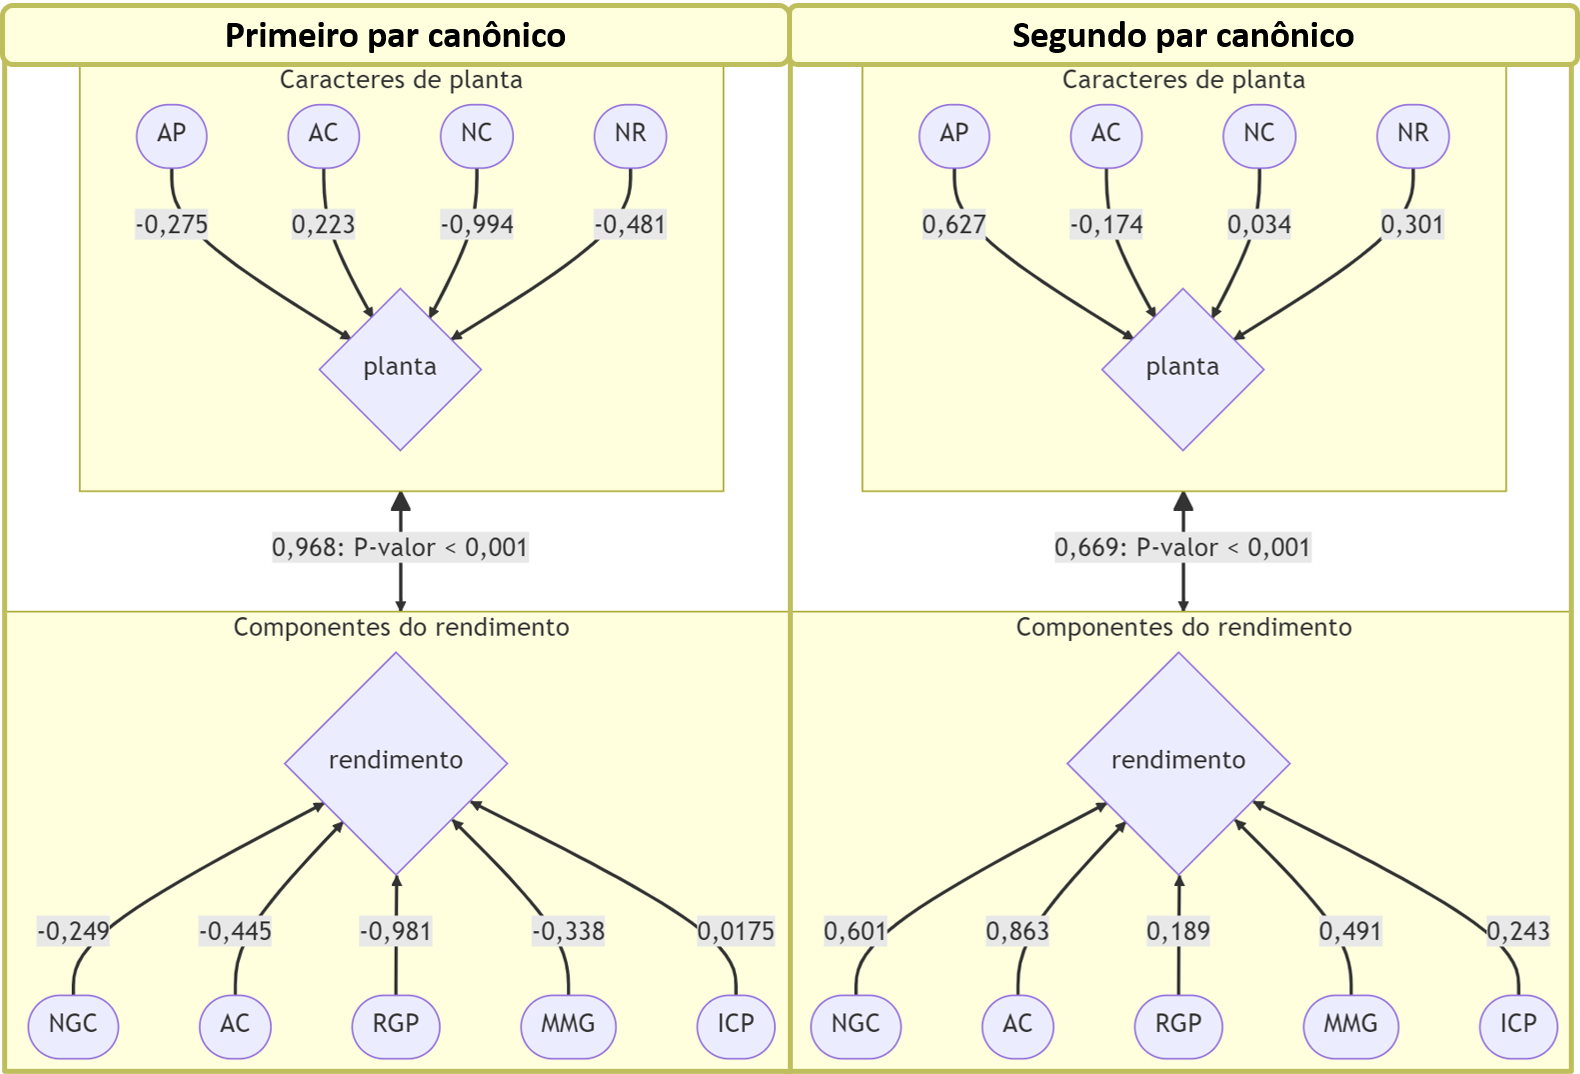 Primeiro par canônico
Caracteres de planta
AP AC NC NR
-0,275 0,223 -0,994 -0,481
planta
0,968: P-valor < 0,001
Componentes do rendimento
rendimento
-0,249 -0,445 -0,981 -0,338 0,0175
NGC AC RGP MMG ICP
Segundo par canônico
Caracteres de planta
AP AC NC NR
0,627 -0,174 0,034 0,301
planta
0,669: P-valor < 0,001
Componentes do rendimento
rendimento
0,601 0,863 0,189 0,491 0,243
NGC AC RGP MMG ICP